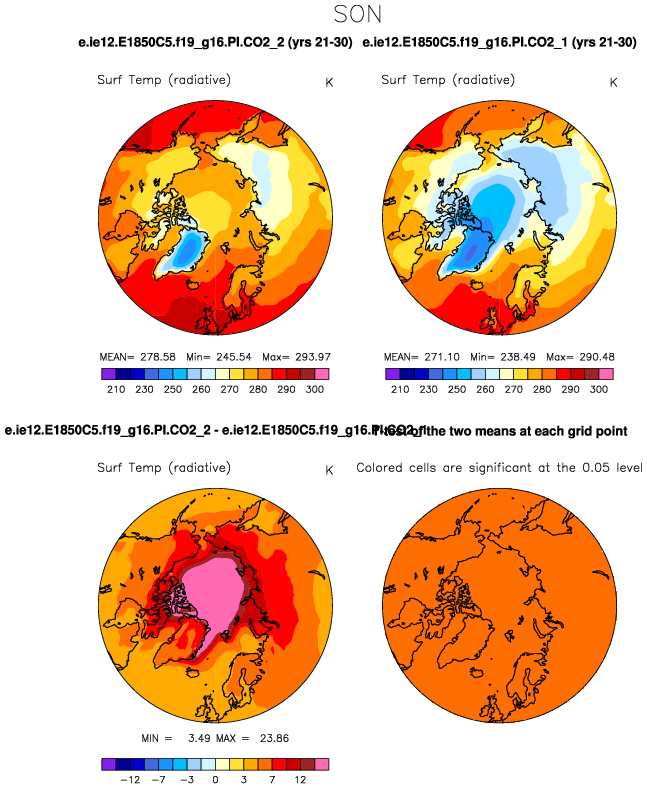 SON
e.ie12.E1850C5.f19_g16.PI.CO2_2 (yrs 21-30) e.ie12.E1850C5.f19_g16.PI.CO2_1 (yrs 21-30)
Surf Temp (radiative) K Surf Temp (radiative) K
MEAN= 278.58 Min= 245.54 Max= 293.97 MEAN= 271.10 Min= 238.49 Max= 290.48
210 230 250 260 270 280 290 300 210 230 250 260 270 280 290 300
e.ie12.E1850C5.f19_g16.PI.CO2_2 - e.ie12.E1850C5.f19_g16.PI.CO2_1 T-test of the two means at each grid point
Surf Temp (radiative) K Colored cells are significant at the 0.05 level
MIN = 3.49 MAX = 23.86
-12 -7 -3 0 3 7 12